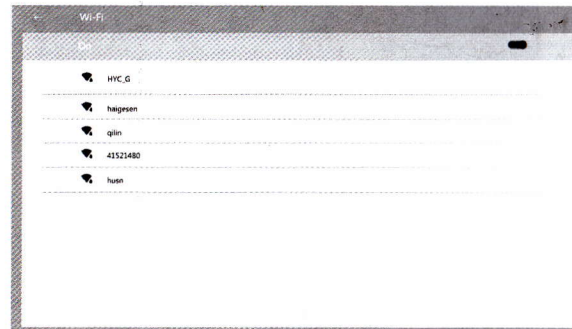 ← Wi-Fi
On
HYC_G
haigesen
qilin
41521480
husn